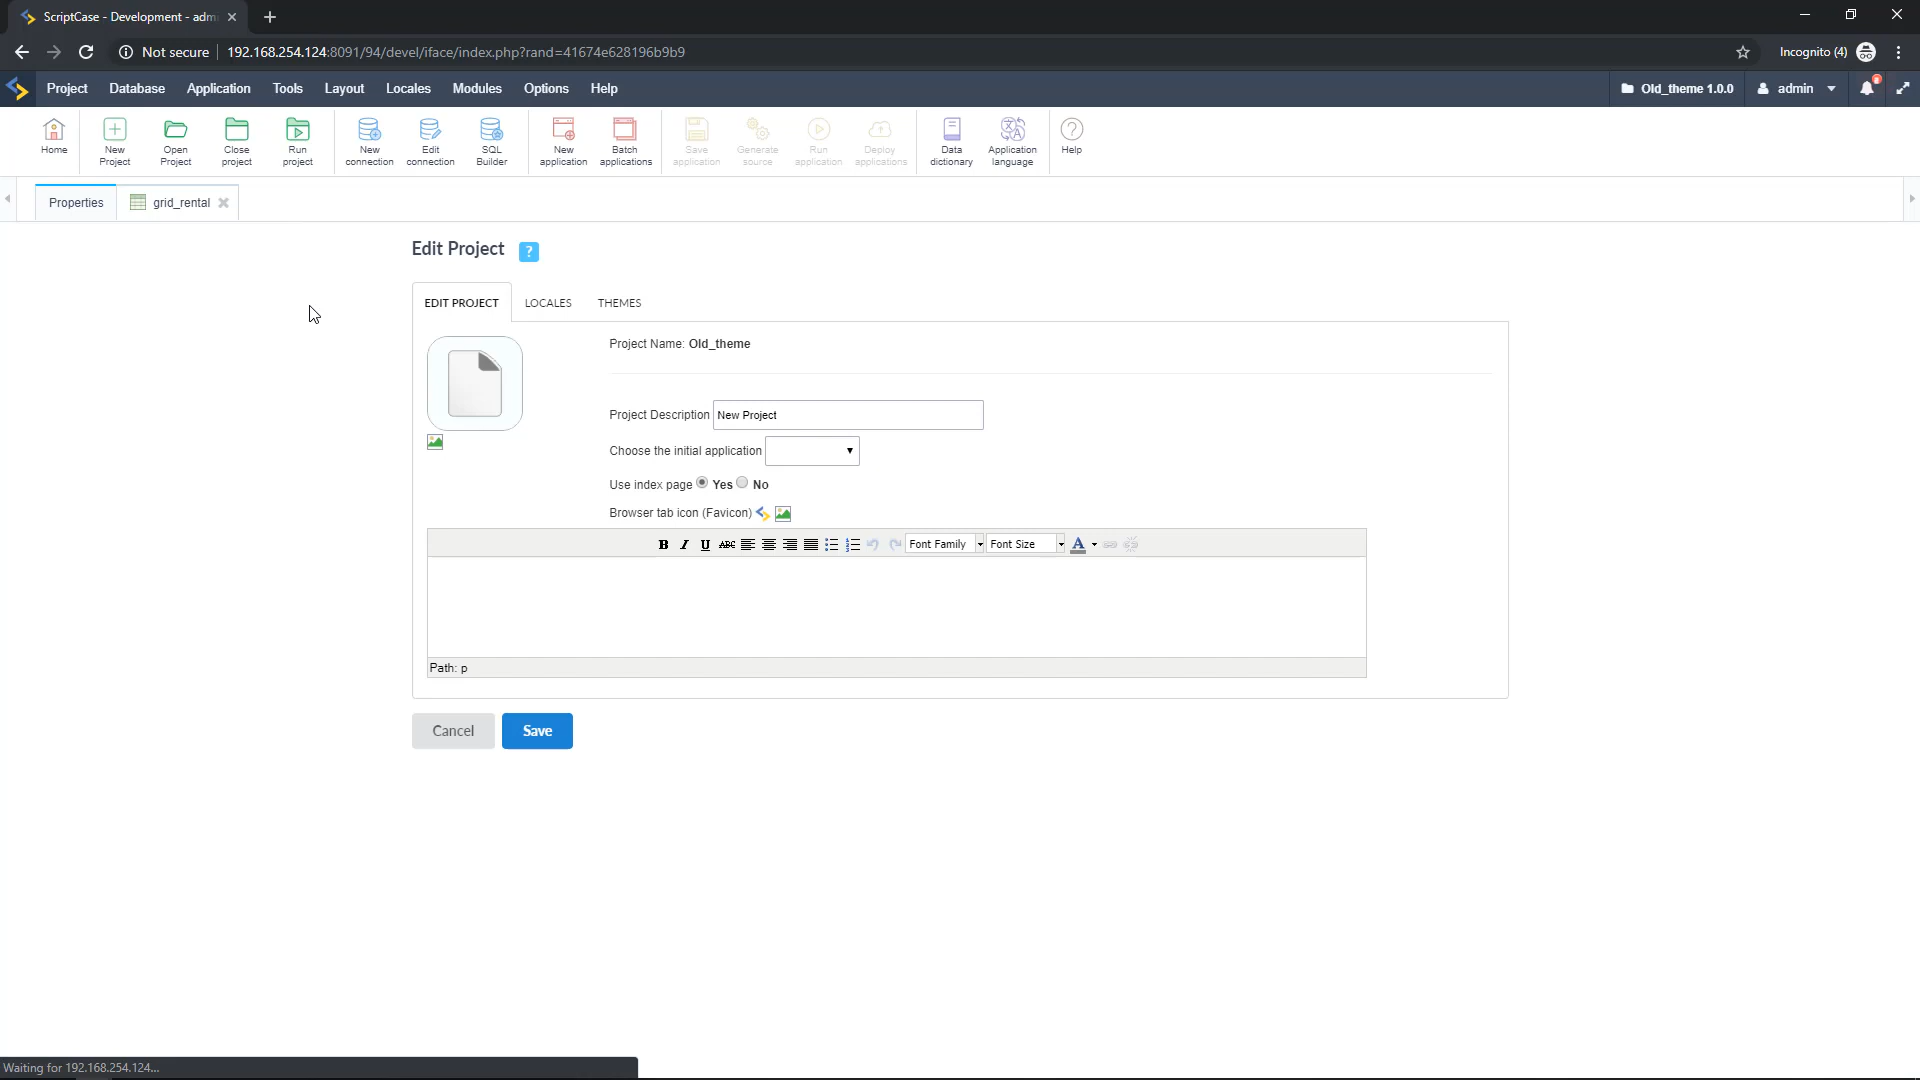 ScriptCase - Development - adm
Not secure
192.168.254.124:8091/94/devel/iface/index.php?rand=41674e628196b9b9
Incognito (4)
Project
Database
Application
Tools
Layout
Locales
Modules
Options
Help
Old_theme 1.0.0
admin
Home
New
Project
Open
Project
Close
project
Run
project
New
connection
Edit
connection
SQL
Builder
New
application
Batch
applications
Save
application
Generate
source
Run
application
Deploy
applications
Data
dictionary
Application
language
Help
Properties
grid_rental
Edit Project ?
EDIT PROJECT
LOCALES
THEMES
Project Name: Old_theme
Project Description New Project
Choose the initial application
Use index page Yes No
Browser tab icon (Favicon)
B I U ABC Font Family Font Size A
Path: p
Cancel
Save
Waiting for 192.168.254.124...